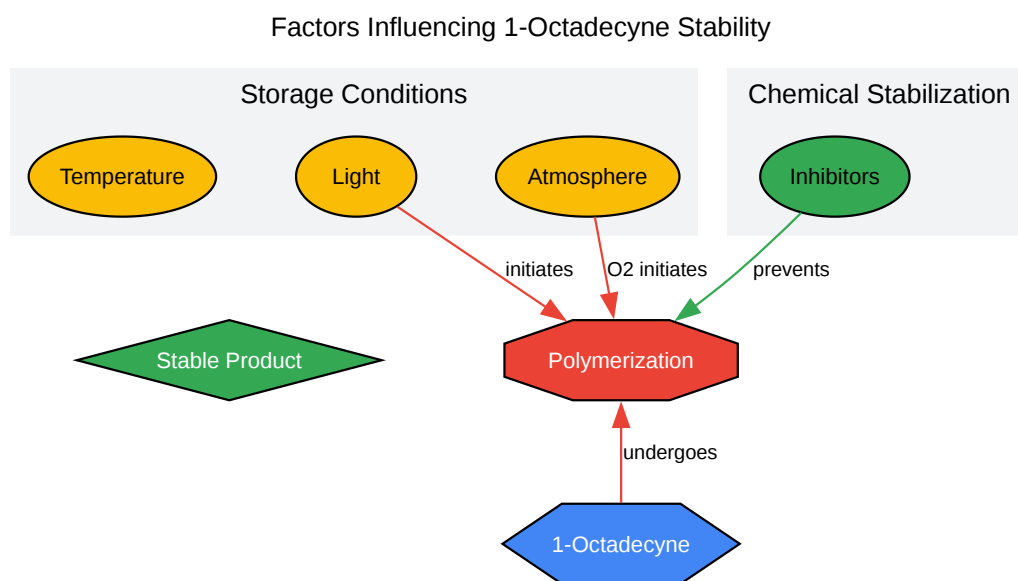 Factors Influencing 1-Octadecyne Stability
Storage Conditions
Chemical Stabilization
Temperature
Light
Atmosphere
Inhibitors
initiates
O2 initiates
prevents
Stable Product
Polymerization
undergoes
1-Octadecyne